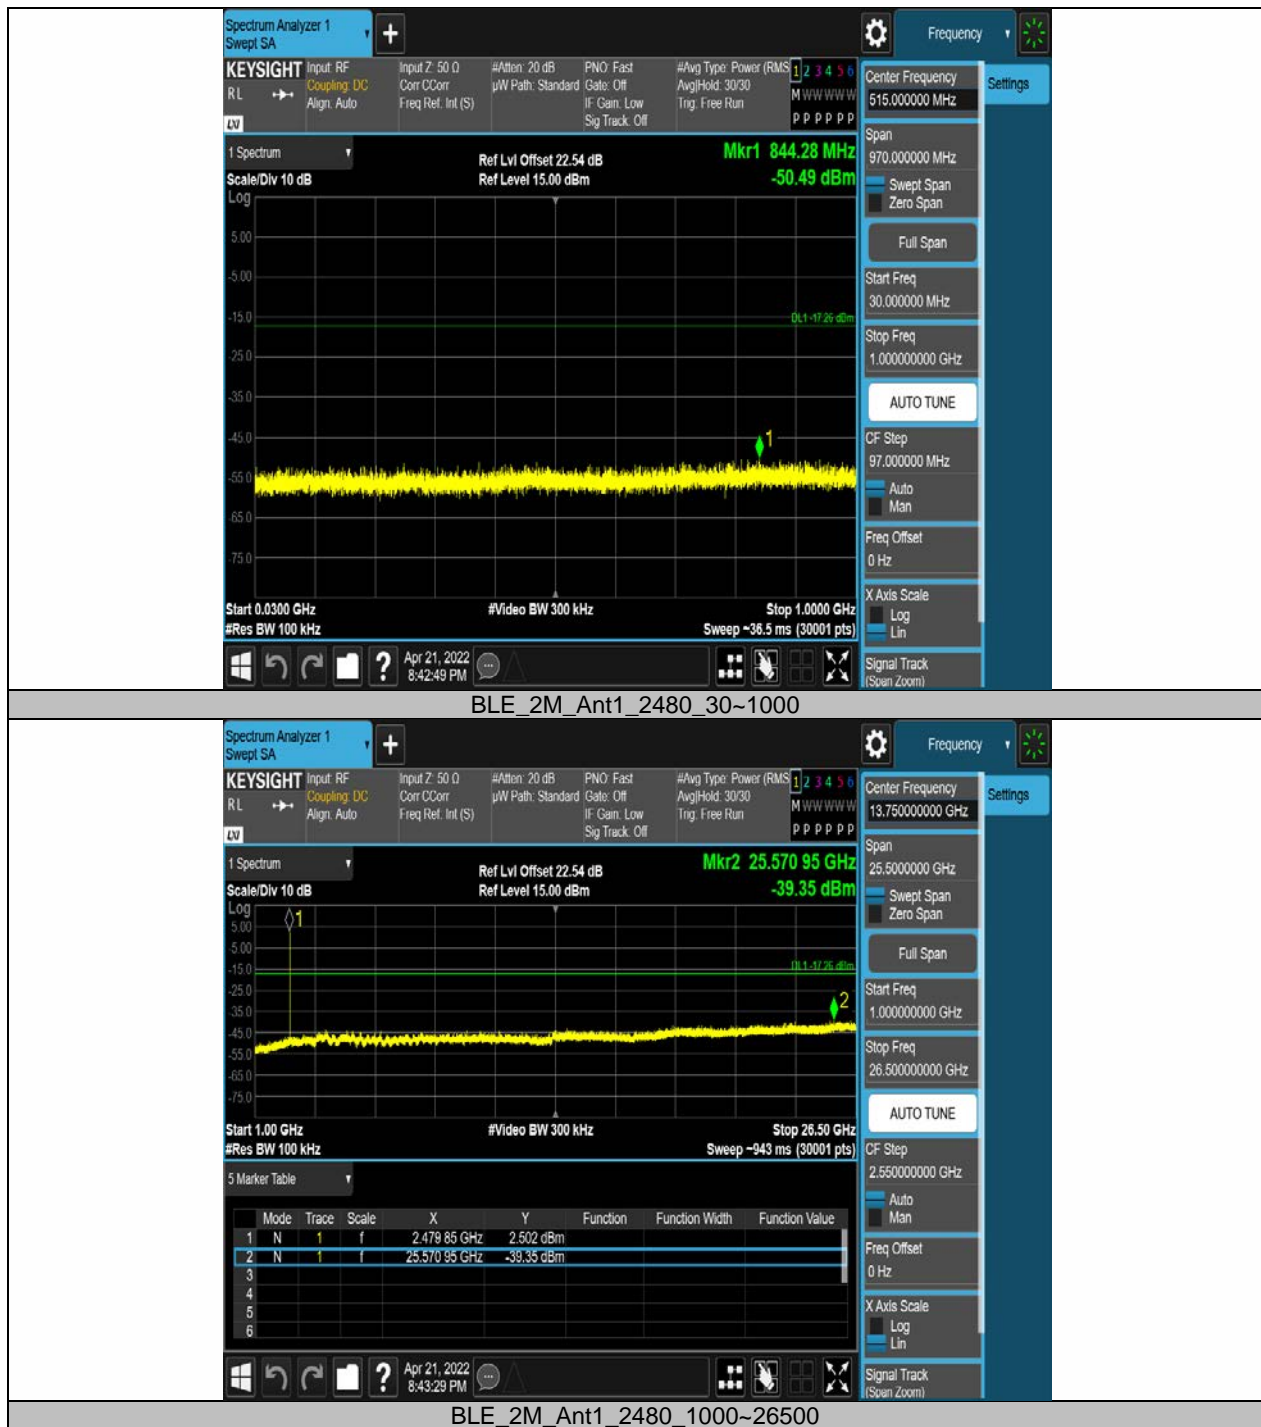 Spectrum Analyzer 1
Swept SA
Frequency
KEYSIGHT
RL
LXI
Input: RF
Coupling: DC
Align: Auto
Input Z: 50 Ω
Corr CCorr
Freq Ref: Int (S)
#Atten: 20 dB
µW Path: Standard
PNO: Fast
Gate: Off
IF Gain: Low
Sig Track: Off
#Avg Type: Power (RMS
Avg|Hold: 30/30
Trig: Free Run
1 2 3 4 5 6
M W W W W W
P P P P P P
Center Frequency
515.000000 MHz
Settings
1 Spectrum
Scale/Div 10 dB
Ref Lvl Offset 22.54 dB
Ref Level 15.00 dBm
Mkr1 844.28 MHz
-50.49 dBm
Log
5.00
-5.00
-15.0
-25.0
-35.0
-45.0
-55.0
-65.0
-75.0
DL1 -17.26 dBm
1
Start 0.0300 GHz
#Res BW 100 kHz
#Video BW 300 kHz
Stop 1.0000 GHz
Sweep ~36.5 ms (30001 pts)
Span
970.000000 MHz
Swept Span
Zero Span
Full Span
Start Freq
30.000000 MHz
Stop Freq
1.000000000 GHz
AUTO TUNE
CF Step
97.000000 MHz
Auto
Man
Freq Offset
0 Hz
X Axis Scale
Log
Lin
Signal Track
(Span Zoom)
Apr 21, 2022
8:42:49 PM
BLE_2M_Ant1_2480_30~1000
Spectrum Analyzer 1
Swept SA
Frequency
KEYSIGHT
RL
LXI
Input: RF
Coupling: DC
Align: Auto
Input Z: 50 Ω
Corr CCorr
Freq Ref: Int (S)
#Atten: 20 dB
µW Path: Standard
PNO: Fast
Gate: Off
IF Gain: Low
Sig Track: Off
#Avg Type: Power (RMS
Avg|Hold: 30/30
Trig: Free Run
1 2 3 4 5 6
M W W W W W
P P P P P P
Center Frequency
13.750000000 GHz
Settings
1 Spectrum
Scale/Div 10 dB
Ref Lvl Offset 22.54 dB
Ref Level 15.00 dBm
Mkr2 25.570 95 GHz
-39.35 dBm
Log
5.00
-5.00
-15.0
-25.0
-35.0
-45.0
-55.0
-65.0
-75.0
1
DL1 -17.26 dBm
2
Start 1.00 GHz
#Res BW 100 kHz
#Video BW 300 kHz
Stop 26.50 GHz
Sweep ~943 ms (30001 pts)
5 Marker Table
Mode Trace Scale X Y Function Function Width Function Value
1 N 1 f 2.479 85 GHz 2.502 dBm
2 N 1 f 25.570 95 GHz -39.35 dBm
3
4
5
6
Span
25.5000000 GHz
Swept Span
Zero Span
Full Span
Start Freq
1.000000000 GHz
Stop Freq
26.500000000 GHz
AUTO TUNE
CF Step
2.550000000 GHz
Auto
Man
Freq Offset
0 Hz
X Axis Scale
Log
Lin
Signal Track
(Span Zoom)
Apr 21, 2022
8:43:29 PM
BLE_2M_Ant1_2480_1000~26500